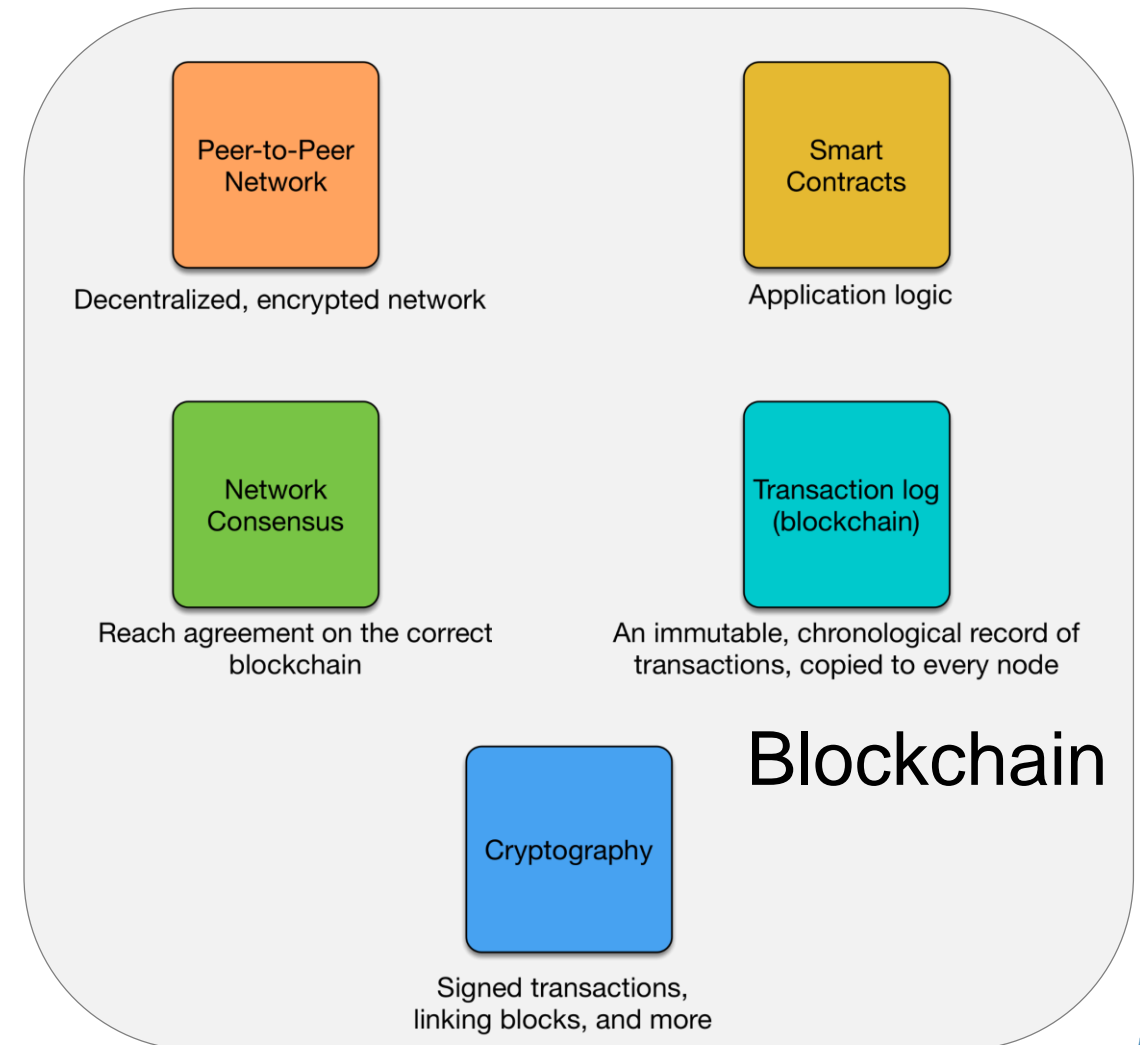 Peer-to-Peer
Network
Decentralized, encrypted network
Smart
Contracts
Application logic
Network
Consensus
Reach agreement on the correct
blockchain
Transaction log
(blockchain)
An immutable, chronological record of
transactions, copied to every node
Blockchain
Cryptography
Signed transactions,
linking blocks, and more